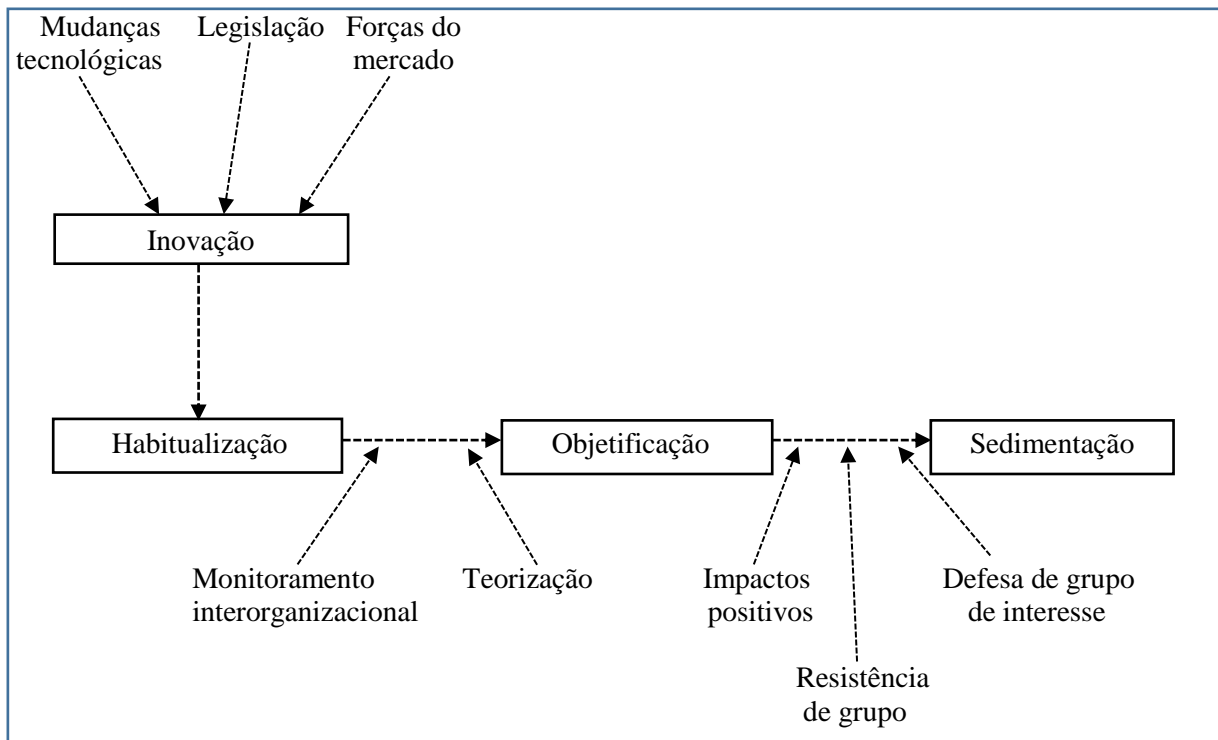 Mudanças
tecnológicas
Legislação
Forças do
mercado
Inovação
Habitualização
Objetificação
Sedimentação
Monitoramento
interorganizacional
Teorização
Impactos
positivos
Defesa de grupo
de interesse
Resistência
de grupo